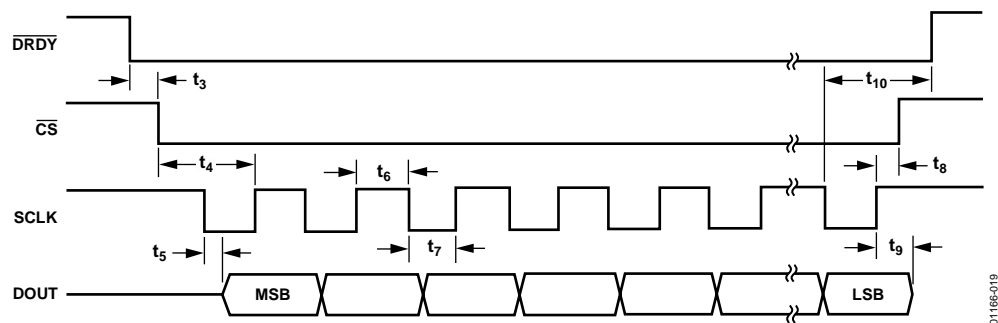 DRDY
t3
t10
CS
t4
t6
t8
SCLK
t5
t7
t9
DOUT
MSB
LSB
01166-019